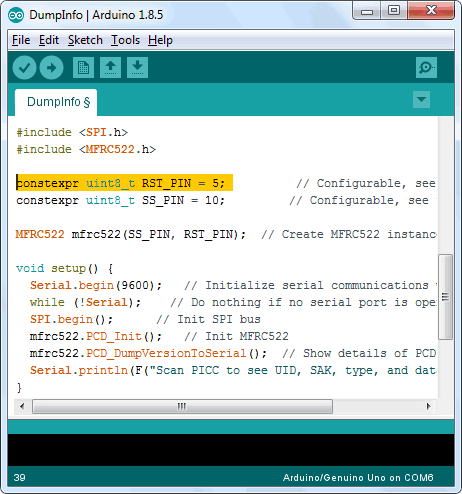 DumpInfo | Arduino 1.8.5
File Edit Sketch Tools Help
DumpInfo §
#include <SPI.h>
#include <MFRC522.h>
constexpr uint8_t RST_PIN = 5; // Configurable, see
constexpr uint8_t SS_PIN = 10; // Configurable, see
MFRC522 mfrc522(SS_PIN, RST_PIN); // Create MFRC522 instanc
void setup() {
Serial.begin(9600); // Initialize serial communications
while (!Serial); // Do nothing if no serial port is ope
SPI.begin(); // Init SPI bus
mfrc522.PCD_Init(); // Init MFRC522
mfrc522.PCD_DumpVersionToSerial(); // Show details of PCD
Serial.println(F("Scan PICC to see UID, SAK, type, and dat
}
39 Arduino/Genuino Uno on COM6